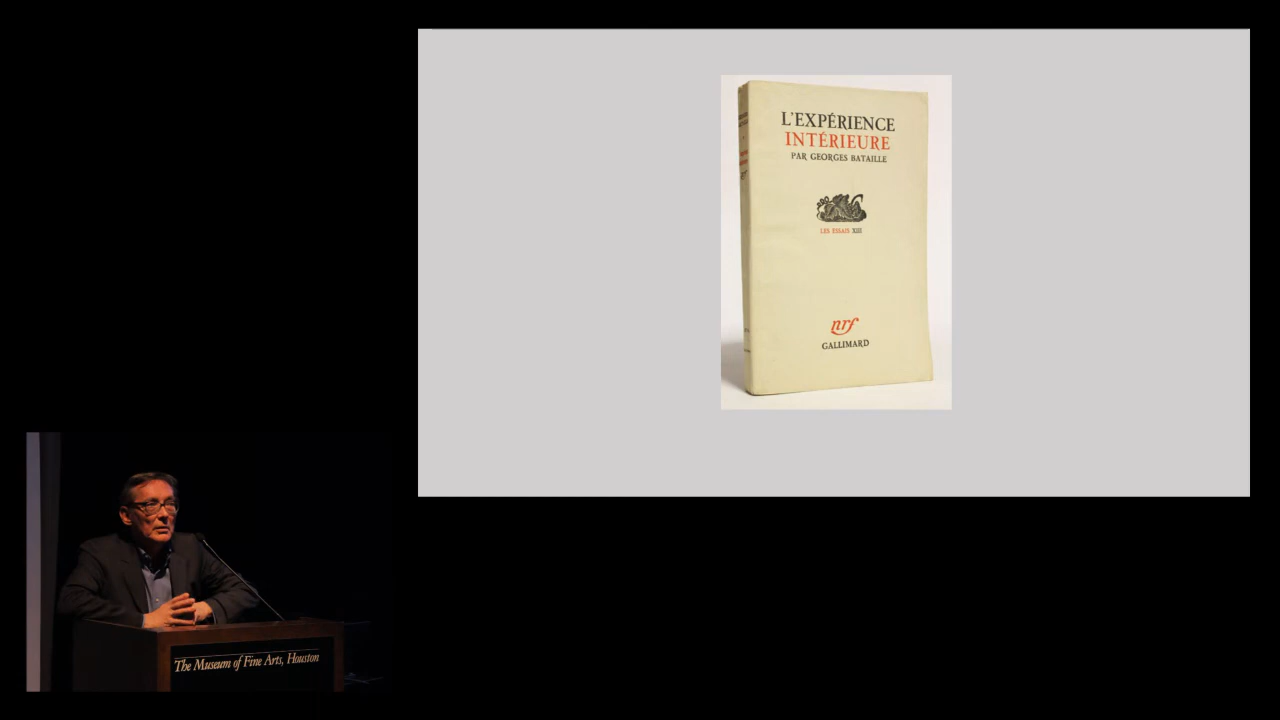 L'EXPÉRIENCE
INTÉRIEURE
PAR GEORGES BATAILLE
LES ESSAIS XIII
nrf
GALLIMARD
The Museum of Fine Arts, Houston